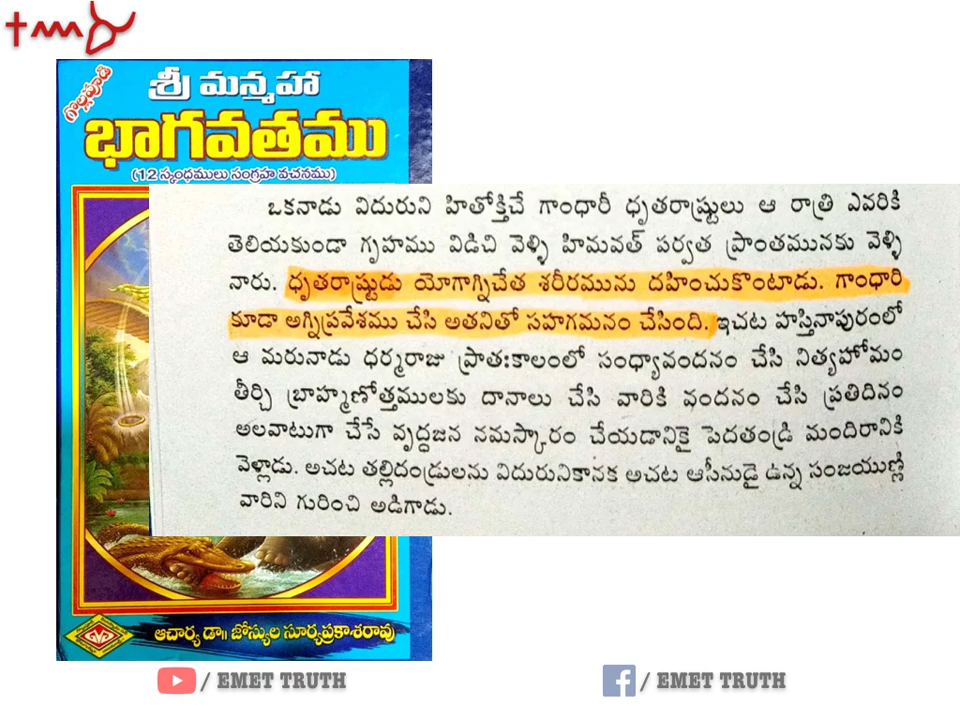 గొల్లపూడి
శ్రీ మన్మహా
భాగవతము
(12 స్కంధములు సంగ్రహ వచనము)
ఒకనాడు విదురుని హితోక్తిచే గాంధారీ ధృతరాష్ట్రులు ఆ రాత్రి ఎవరికి
తెలియకుండా గృహము విడిచి వెళ్ళి హిమవత్ పర్వత ప్రాంతమునకు వెళ్ళి
నారు. ధృతరాష్ట్రుడు యోగాగ్నిచేత శరీరమును దహించుకొంటాడు. గాంధారి
కూడా అగ్నిప్రవేశము చేసి అతనితో సహగమనం చేసింది. ఇచట హస్తినాపురంలో
ఆ మరునాడు ధర్మరాజు ప్రాతఃకాలంలో సంధ్యావందనం చేసి నిత్యహోమం
తీర్చి బ్రాహ్మణోత్తములకు దానాలు చేసి వారికి వందనం చేసి ప్రతిదినం
అలవాటుగా చేసే వృద్ధజన నమస్కారం చేయడానికై పెదతండ్రి మందిరానికి
వెళ్లాడు. అచట తల్లిదండ్రులను విదురునికానక అచట ఆసీనుడై ఉన్న సంజయుణ్ణి
వారిని గురించి అడిగాడు.
GVG
ఆచార్య డా॥ జోస్యుల సూర్యప్రకాశరావు
/ EMET TRUTH
/ EMET TRUTH